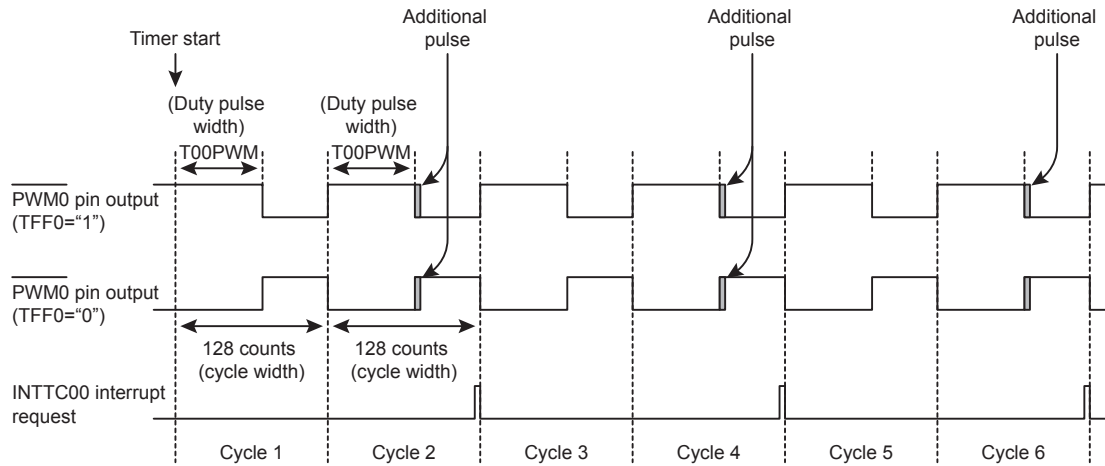 Timer start
Additional
pulse
Additional
pulse
Additional
pulse
(Duty pulse
width)
T00PWM
(Duty pulse
width)
T00PWM
PWM0 pin output
(TFF0=“1”)
PWM0 pin output
(TFF0=“0”)
128 counts
(cycle width)
128 counts
(cycle width)
INTTC00 interrupt
request
Cycle 1
Cycle 2
Cycle 3
Cycle 4
Cycle 5
Cycle 6